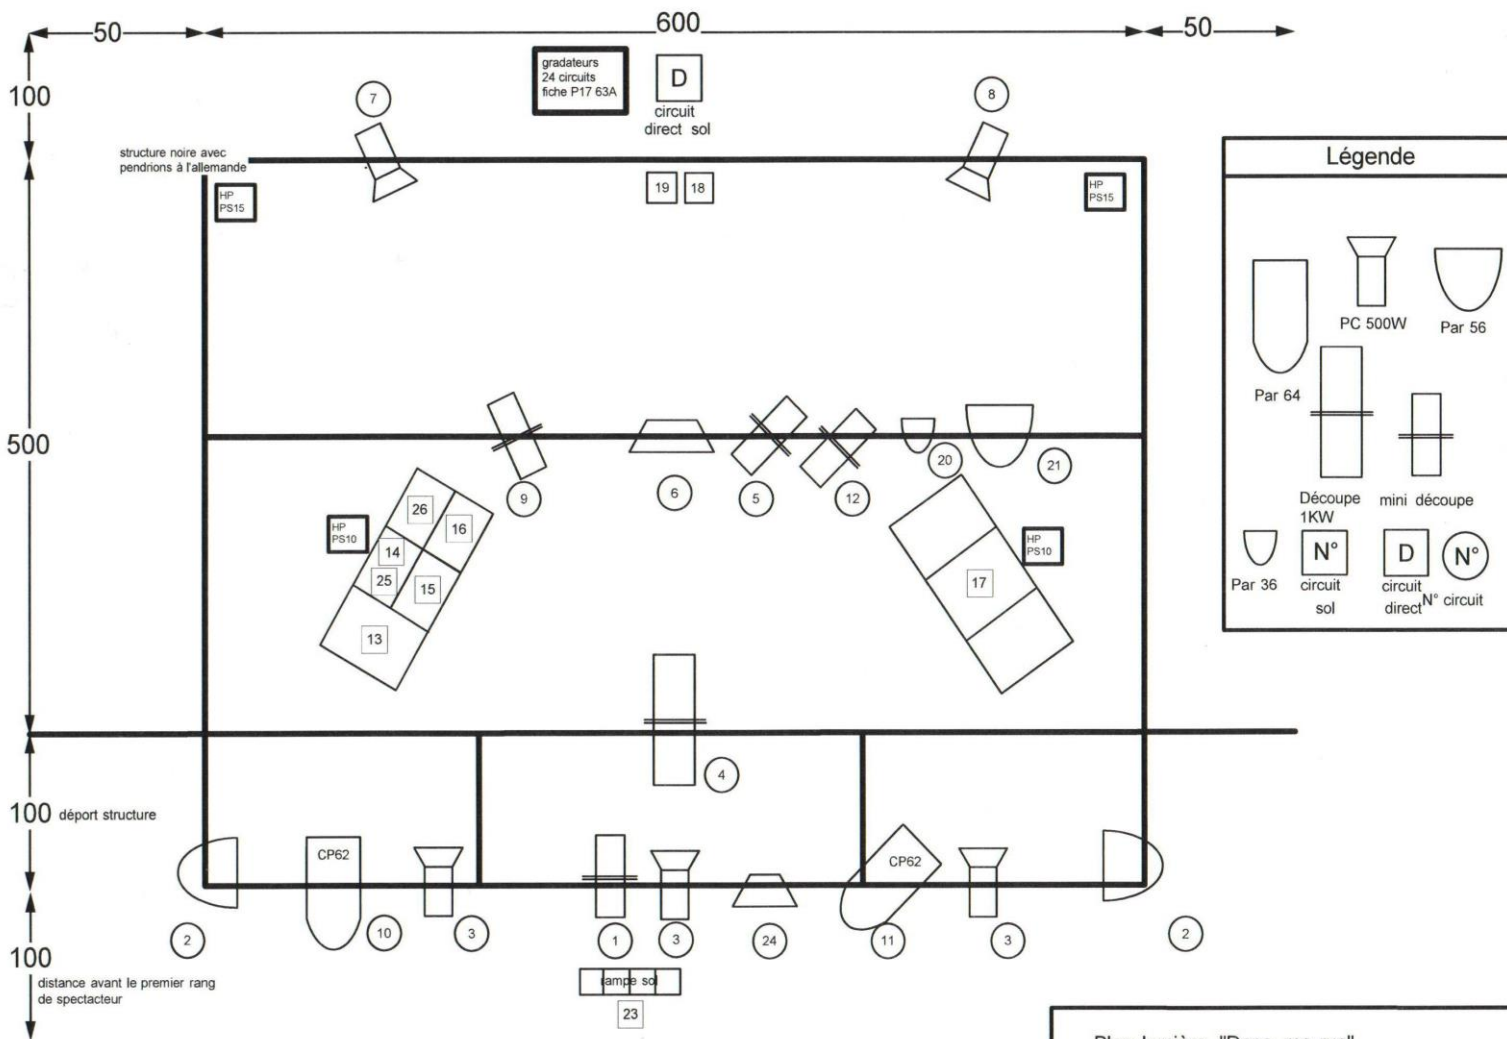 50
600
50
100
gradateurs
24 circuits
fiche P17 63A
D
circuit
direct sol
7
8
structure noire avec
pendrions à l'allemande
HP
PS15
19
18
HP
PS15
Légende
PC 500W
Par 56
Par 64
Découpe
1KW
mini découpe
Par 36
N°
circuit
sol
D
circuit
direct
N°
N° circuit
500
9
6
5
12
20
21
26
16
14
25
15
13
HP
PS10
HP
PS10
17
4
100 déport structure
CP62
CP62
2
10
3
1
3
24
11
3
2
100
distance avant le premier rang
de spectacteur
rampe sol
23